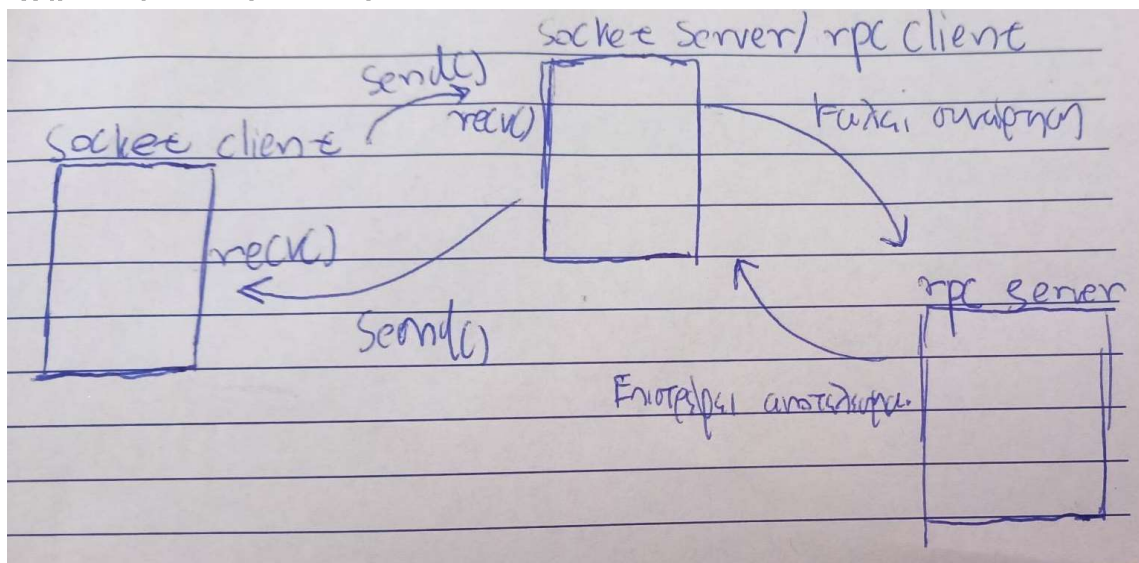 Socket Server/ rpc client
send()
recv()
καλεί συνάρτηση
Socket client
recv()
rpc server
Send()
Επιστρέφει αποτέλεσμα